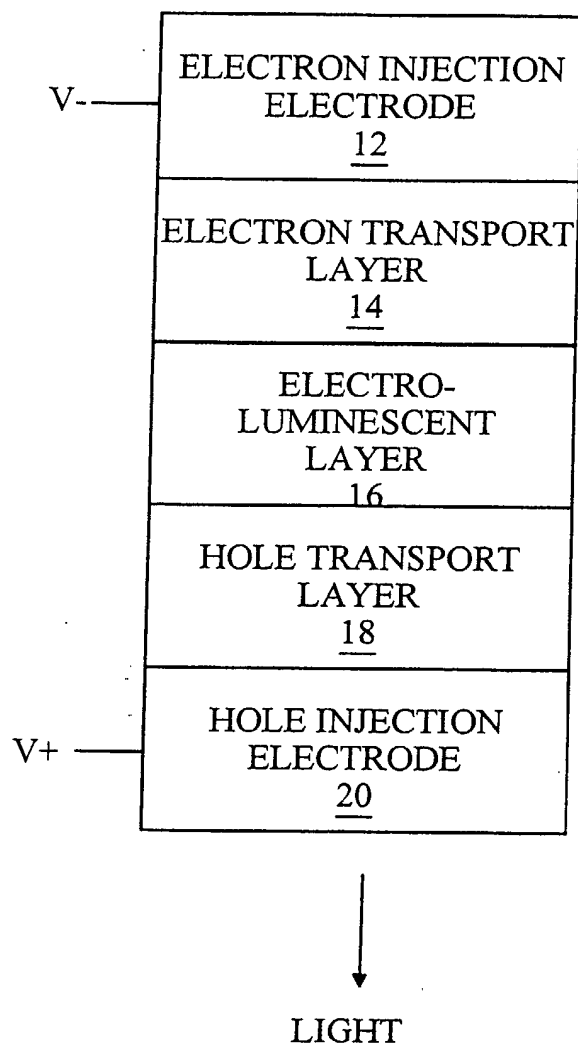 ELECTRON INJECTION
ELECTRODE
12
V-
ELECTRON TRANSPORT
LAYER
14
ELECTRO-
LUMINESCENT
LAYER
16
HOLE TRANSPORT
LAYER
18
HOLE INJECTION
ELECTRODE
20
V+
LIGHT